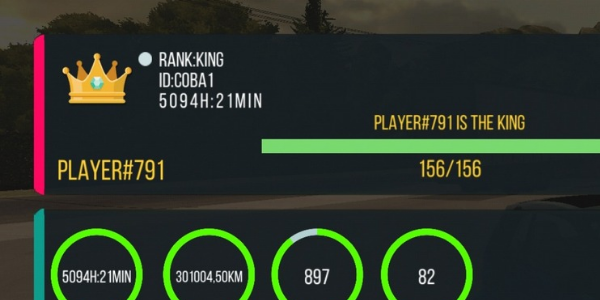 RANK:KING
ID:COBA1
5094H:21MIN
PLAYER#791 IS THE KING
PLAYER#791
156/156
5094H:21MIN
301004,50KM
897
82